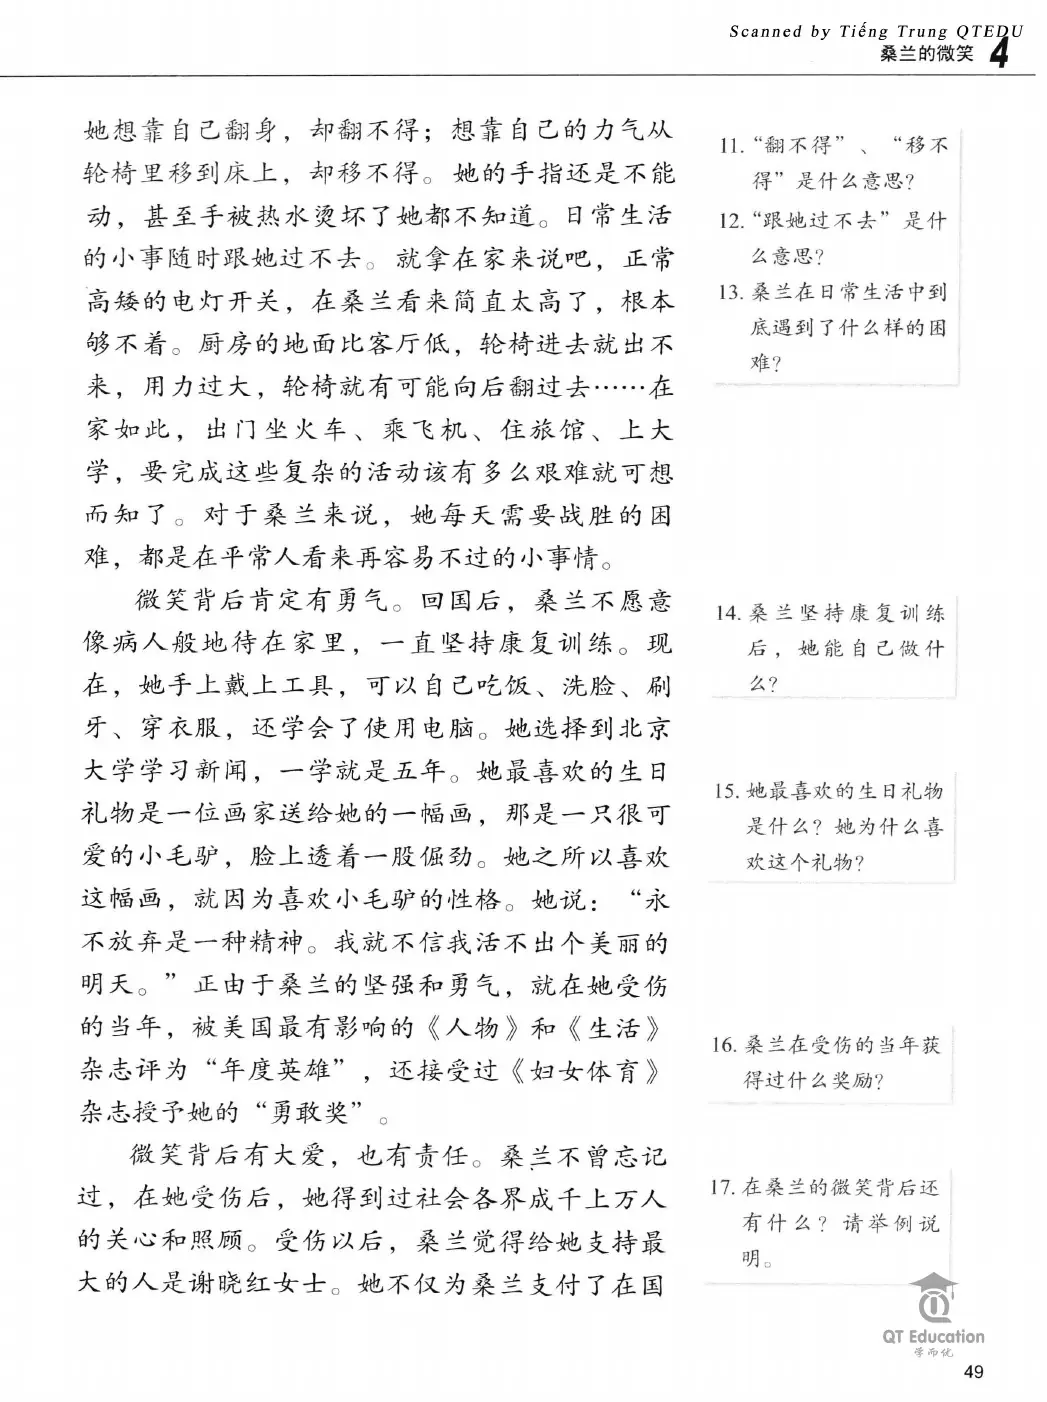 Scanned by Tiếng Trung QTEDU
桑兰的微笑 4
她想靠自己翻身，却翻不得；想靠自己的力气从
轮椅里移到床上，却移不得。她的手指还是不能
动，甚至手被热水烫坏了她都不知道。日常生活
的小事随时跟她过不去。就拿在家来说吧，正常
高矮的电灯开关，在桑兰看来简直太高了，根本
够不着。厨房的地面比客厅低，轮椅进去就出不
来，用力过大，轮椅就有可能向后翻过去……在
家如此，出门坐火车、乘飞机、住旅馆、上大
学，要完成这些复杂的活动该有多么艰难就可想
而知了。对于桑兰来说，她每天需要战胜的困
难，都是在平常人看来再容易不过的小事情。
微笑背后肯定有勇气。回国后，桑兰不愿意
像病人般地待在家里，一直坚持康复训练。现
在，她手上戴上工具，可以自己吃饭、洗脸、刷
牙、穿衣服，还学会了使用电脑。她选择到北京
大学学习新闻，一学就是五年。她最喜欢的生日
礼物是一位画家送给她的一幅画，那是一只很可
爱的小毛驴，脸上透着一股倔劲。她之所以喜欢
这幅画，就因为喜欢小毛驴的性格。她说：“永
不放弃是一种精神。我就不信我活不出个美丽的
明天。”正由于桑兰的坚强和勇气，就在她受伤
的当年，被美国最有影响的《人物》和《生活》
杂志评为“年度英雄”，还接受过《妇女体育》
杂志授予她的“勇敢奖”。
微笑背后有大爱，也有责任。桑兰不曾忘记
过，在她受伤后，她得到过社会各界成千上万人
的关心和照顾。受伤以后，桑兰觉得给她支持最
大的人是谢晓红女士。她不仅为桑兰支付了在国
11. “翻不得”、“移不
得”是什么意思？
12. “跟她过不去”是什
么意思？
13. 桑兰在日常生活中到
底遇到了什么样的困
难？
14. 桑兰坚持康复训练
后，她能自己做什
么？
15. 她最喜欢的生日礼物
是什么？她为什么喜
欢这个礼物？
16. 桑兰在受伤的当年获
得过什么奖励？
17. 在桑兰的微笑背后还
有什么？请举例说
明。
QT Education
学而优
49